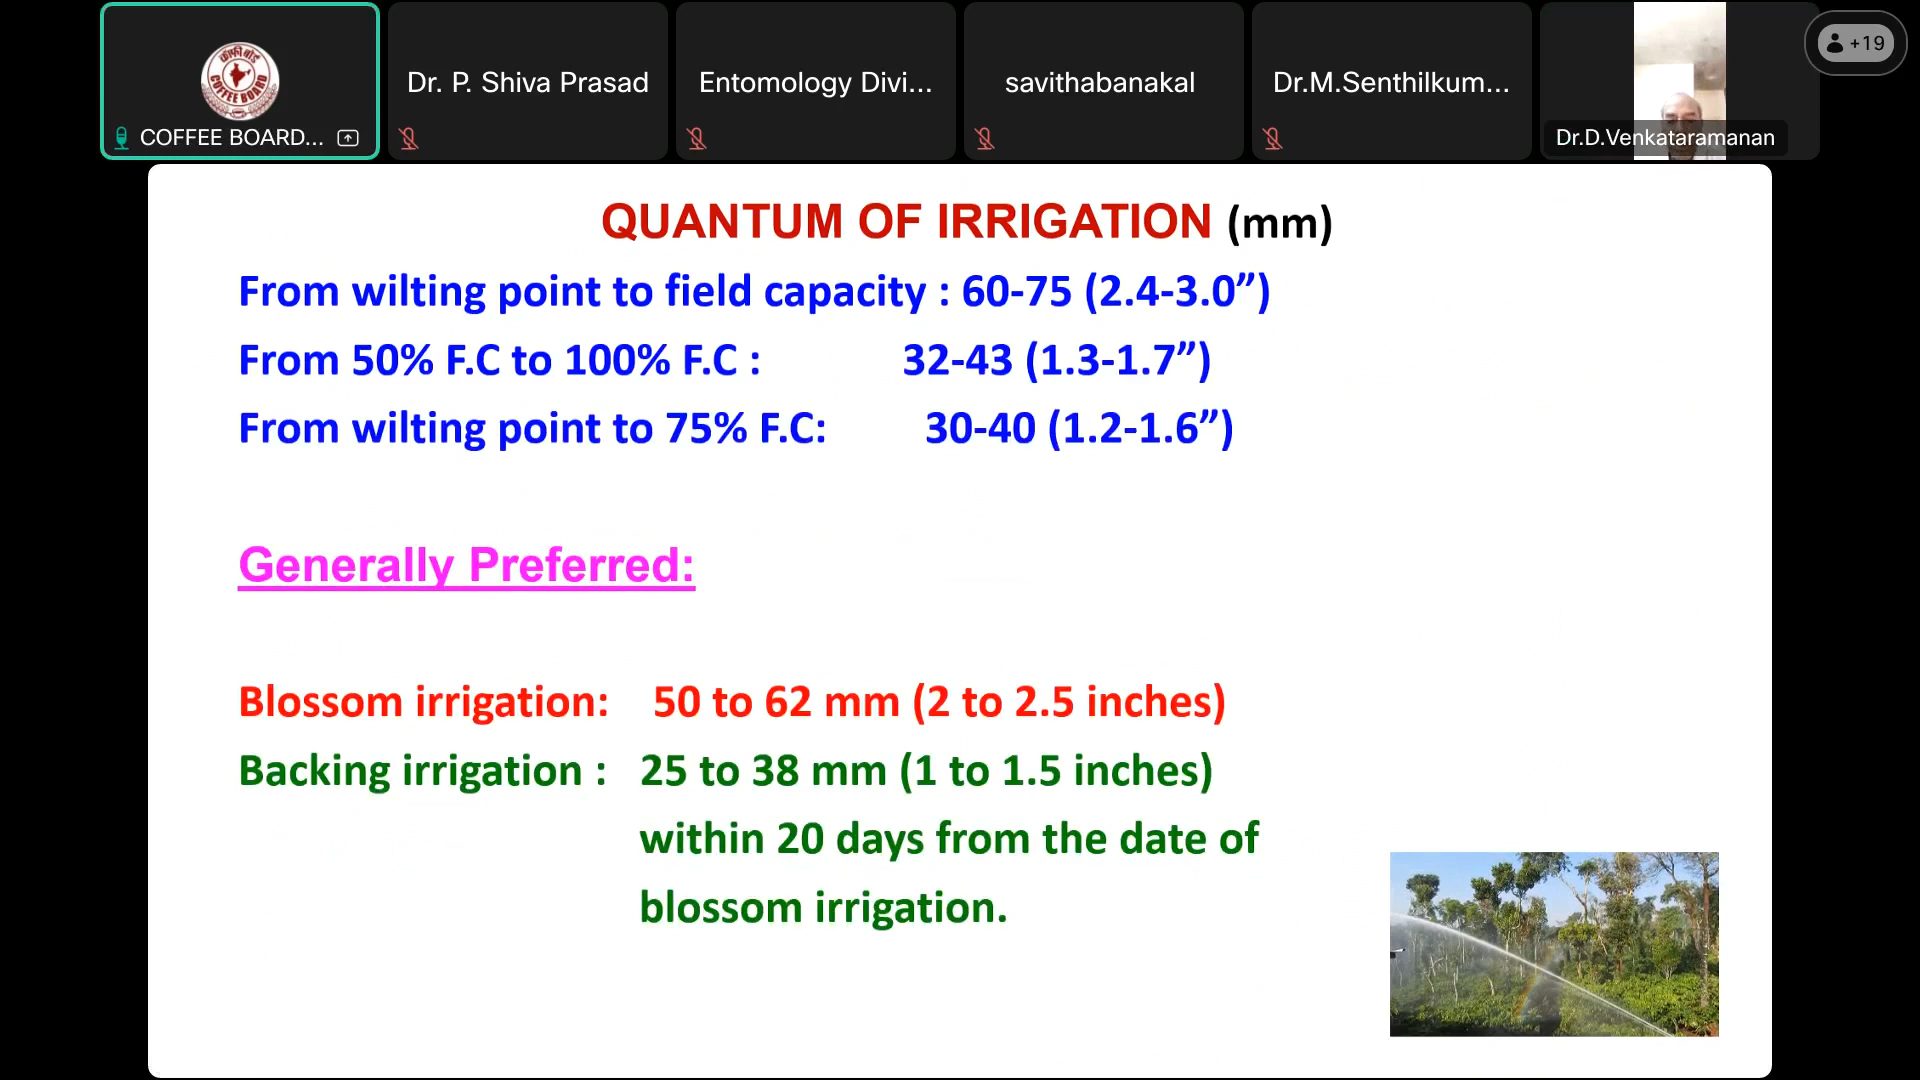 कॉफी बोर्ड
COFFEE BOARD
COFFEE BOARD...
Dr. P. Shiva Prasad
Entomology Divi...
savithabanakal
Dr.M.Senthilkum...
Dr.D.Venkataramanan
+19
QUANTUM OF IRRIGATION (mm)
From wilting point to field capacity : 60-75 (2.4-3.0”)
From 50% F.C to 100% F.C : 32-43 (1.3-1.7”)
From wilting point to 75% F.C: 30-40 (1.2-1.6”)
Generally Preferred:
Blossom irrigation: 50 to 62 mm (2 to 2.5 inches)
Backing irrigation : 25 to 38 mm (1 to 1.5 inches)
within 20 days from the date of
blossom irrigation.